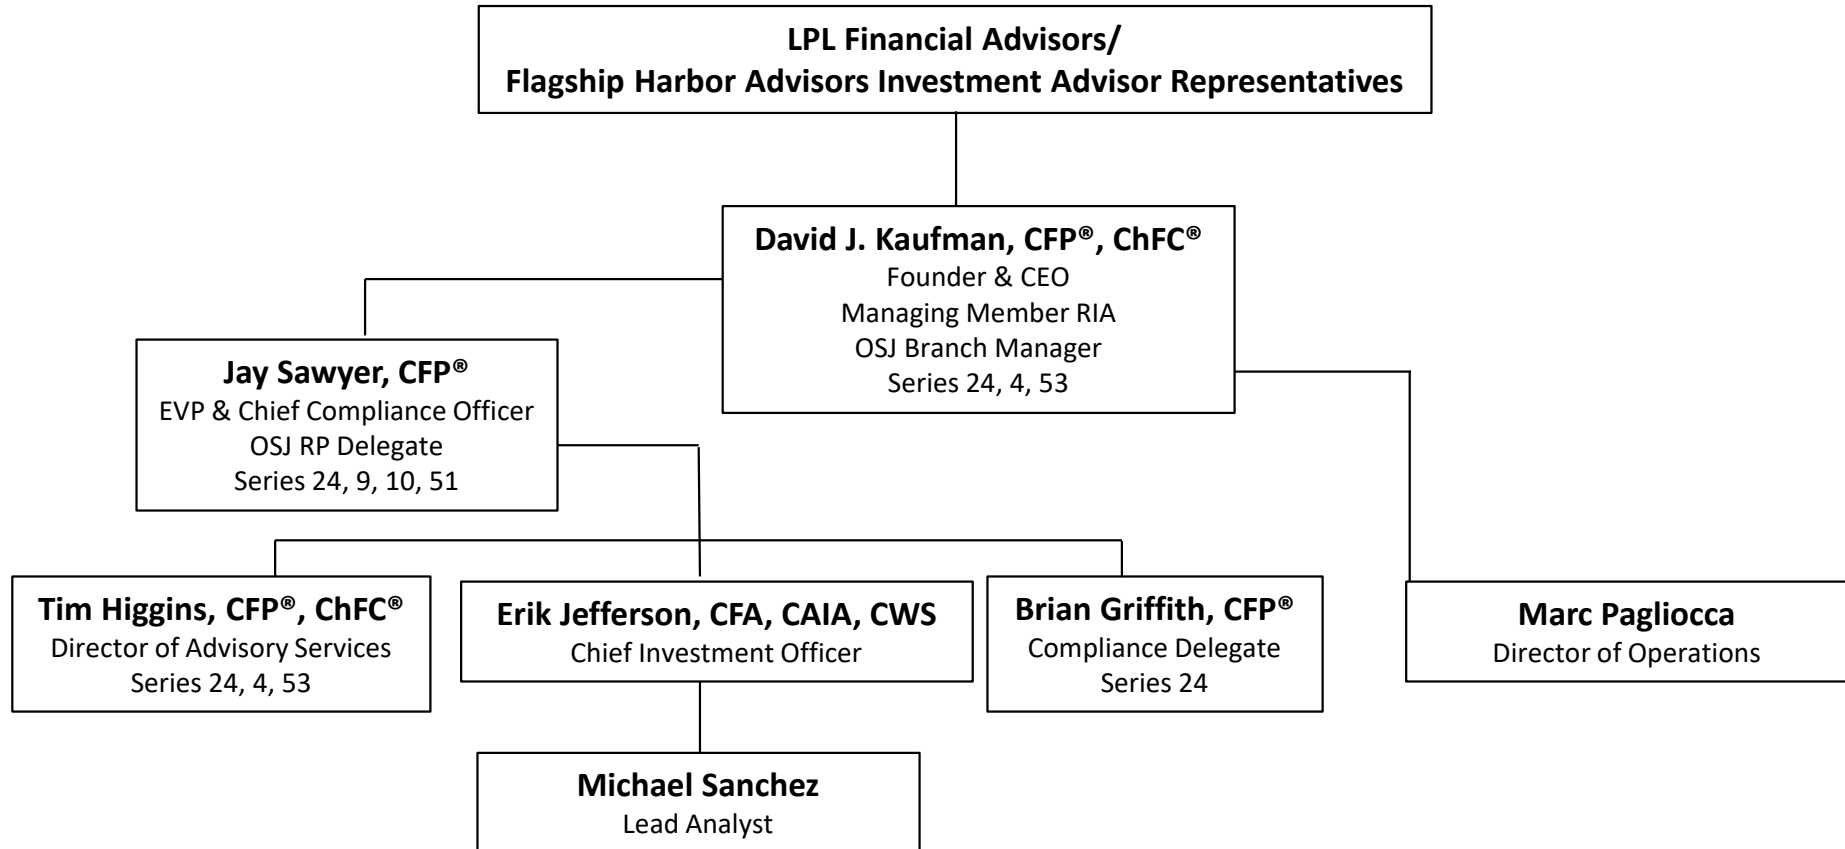 LPL Financial Advisors/
Flagship Harbor Advisors Investment Advisor Representatives
David J. Kaufman, CFP®, ChFC®
Founder & CEO
Managing Member RIA
OSJ Branch Manager
Series 24, 4, 53
Jay Sawyer, CFP®
EVP & Chief Compliance Officer
OSJ RP Delegate
Series 24, 9, 10, 51
Tim Higgins, CFP®, ChFC®
Director of Advisory Services
Series 24, 4, 53
Erik Jefferson, CFA, CAIA, CWS
Chief Investment Officer
Brian Griffith, CFP®
Compliance Delegate
Series 24
Marc Pagliocca
Director of Operations
Michael Sanchez
Lead Analyst